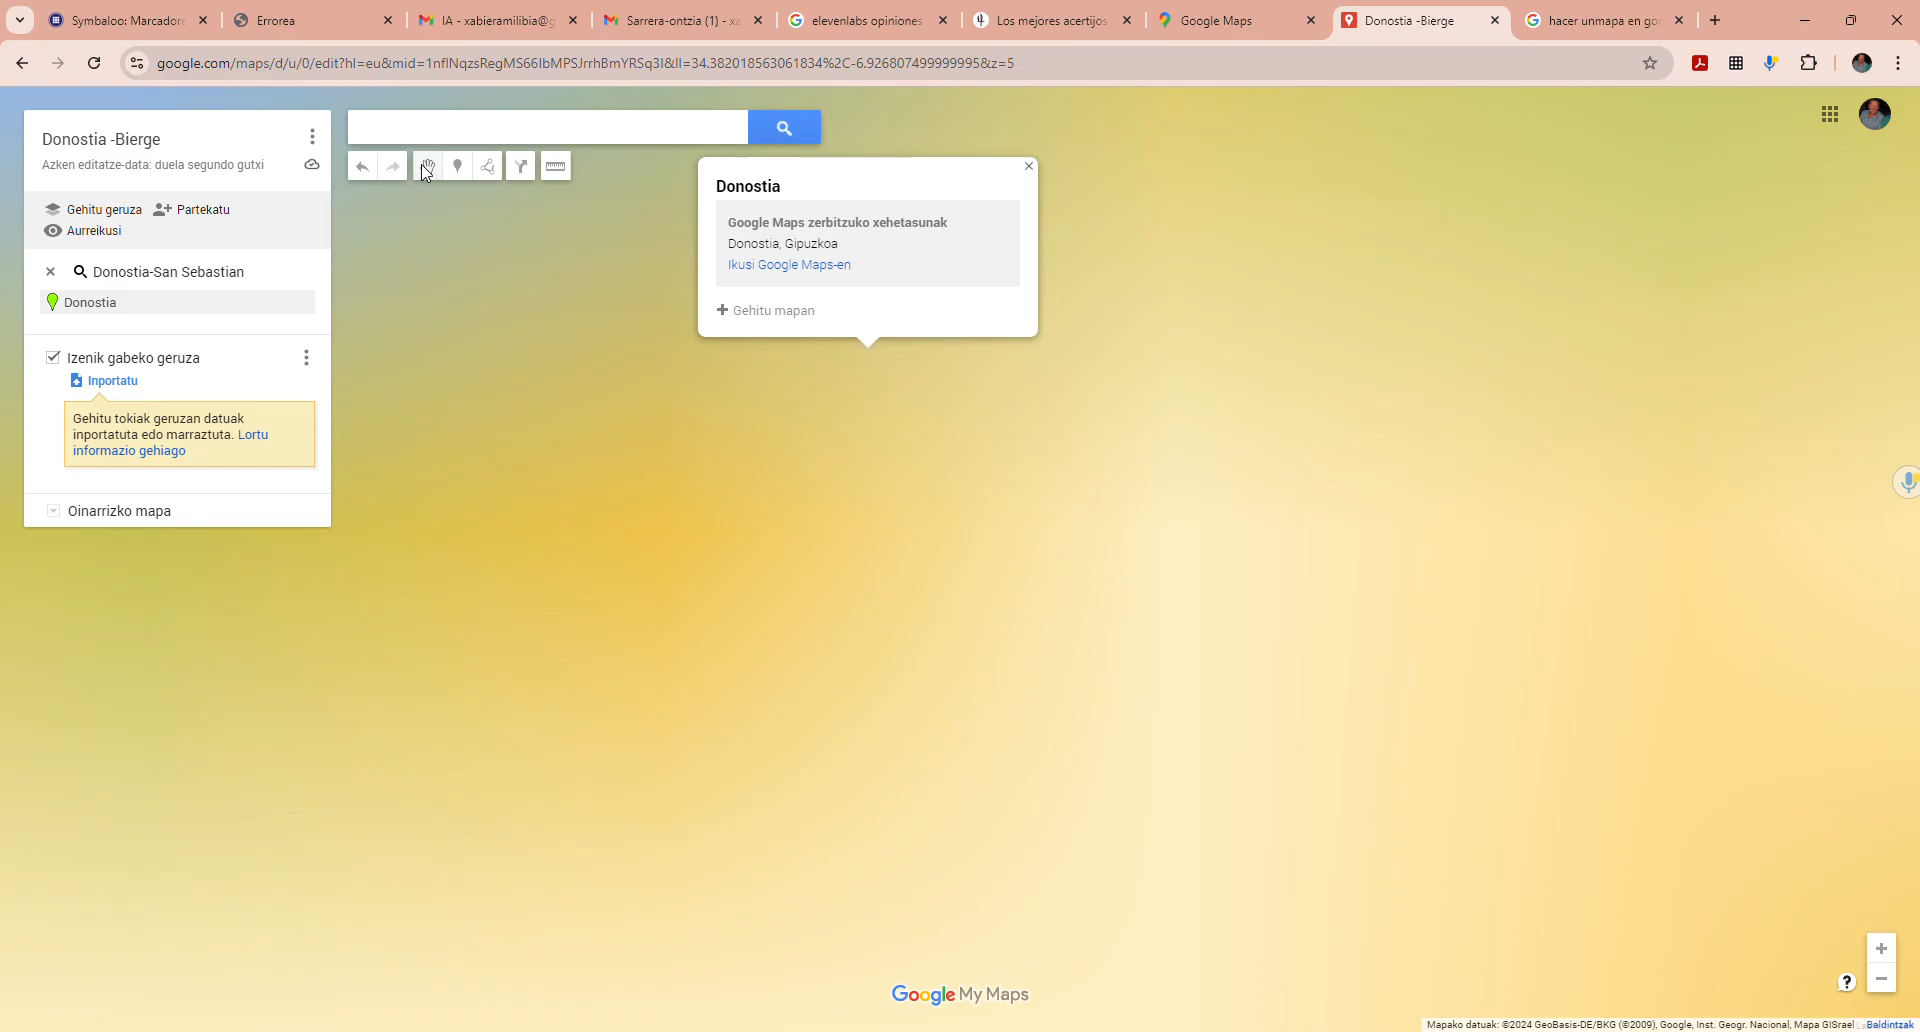 Symbaloo: Marcadore
Errorea
IA - xabieramilibia@g
Sarrera-ontzia (1) - xa
elevenlabs opiniones
Los mejores acertijos
Google Maps
Donostia -Bierge
hacer unmapa en goo
google.com/maps/d/u/0/edit?hl=eu&mid=1nflNqzsRegMS66IbMPSJrrhBmYRSq3I&ll=34.382018563061834%2C-6.926807499999995&z=5
Donostia -Bierge
Azken editatze-data: duela segundo gutxi
Gehitu geruza
Partekatu
Aurreikusi
Donostia-San Sebastian
Donostia
Izenik gabeko geruza
Inportatu
Gehitu tokiak geruzan datuak
inportatuta edo marraztuta. Lortu
informazio gehiago
Oinarrizko mapa
Donostia
Google Maps zerbitzuko xehetasunak
Donostia, Gipuzkoa
Ikusi Google Maps-en
Gehitu mapan
Google My Maps
Mapako datuak: ©2024 GeoBasis-DE/BKG (©2009), Google, Inst. Geogr. Nacional, Mapa GISrael
Baldintzak